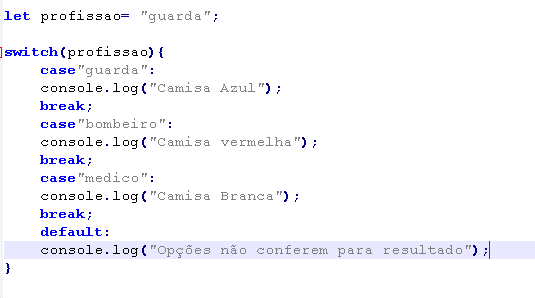 let profissao= "guarda";
switch(profissao){
case"guarda":
console.log("Camisa Azul");
break;
case"bombeiro":
console.log("Camisa vermelha");
break;
case"medico":
console.log("Camisa Branca");
break;
default:
console.log("Opções não conferem para resultado");
}